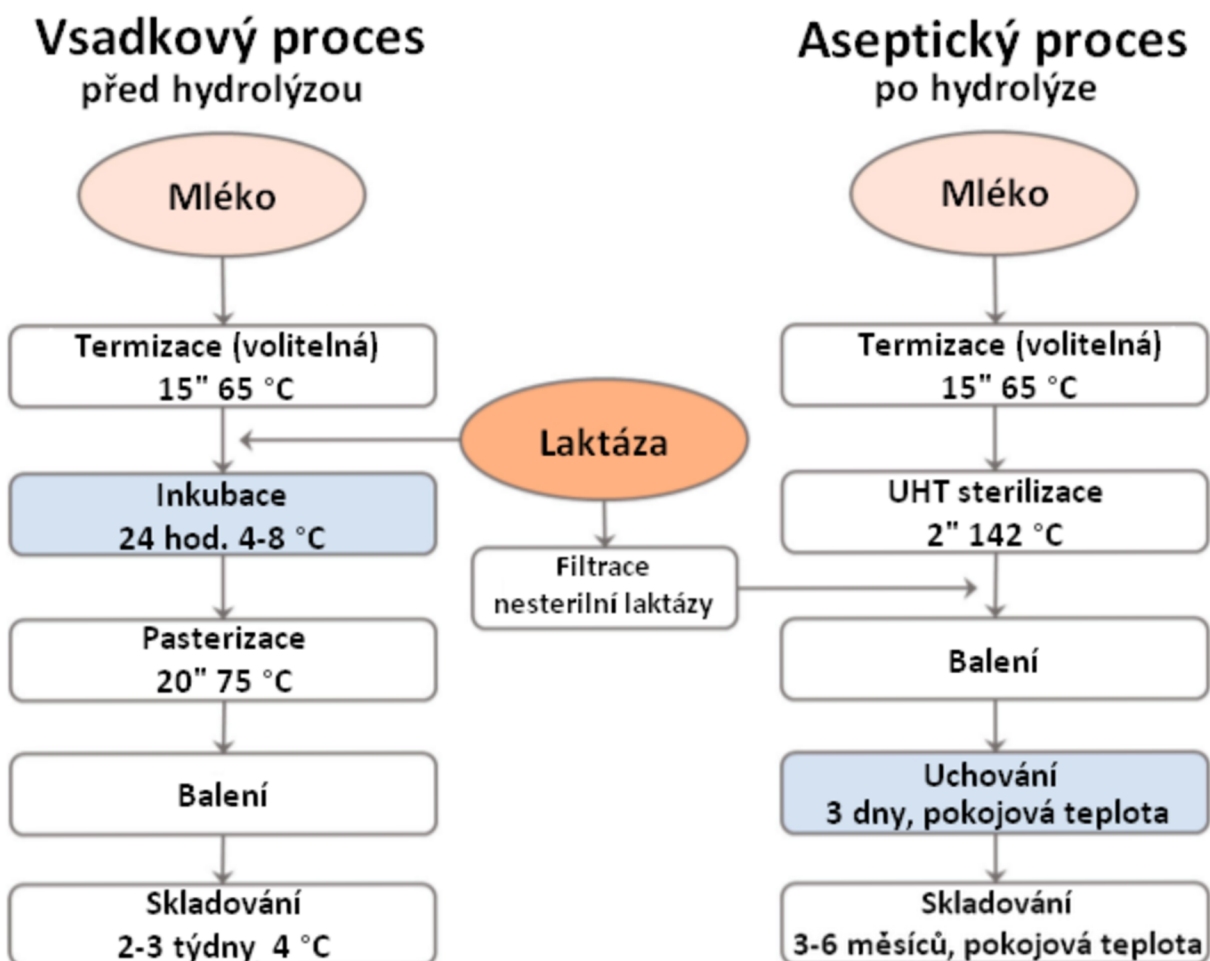 Vsadkový proces
před hydrolýzou
Mléko
Termizace (volitelná)
15" 65 °C
Inkubace
24 hod. 4-8 °C
Pasterizace
20" 75 °C
Balení
Skladování
2-3 týdny 4 °C
Laktáza
Filtrace
nesterilní laktázy
Aseptický proces
po hydrolýze
Mléko
Termizace (volitelná)
15" 65 °C
UHT sterilizace
2" 142 °C
Balení
Uchování
3 dny, pokojová teplota
Skladování
3-6 měsíců, pokojová teplota